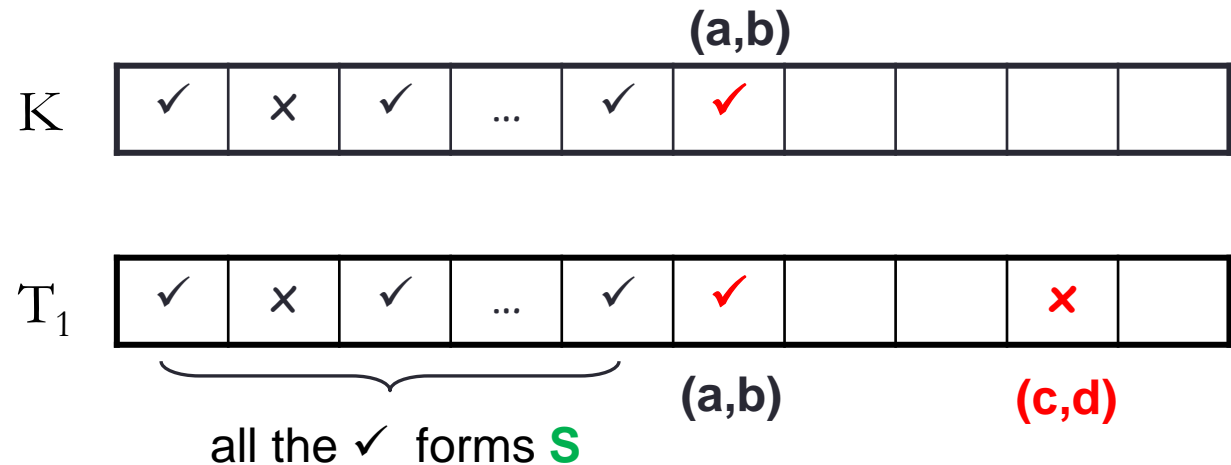 (a,b)
K ✓ × ✓ ... ✓ ✓
T₁ ✓ × ✓ ... ✓ ✓ ×
(a,b) (c,d)
all the ✓ forms S